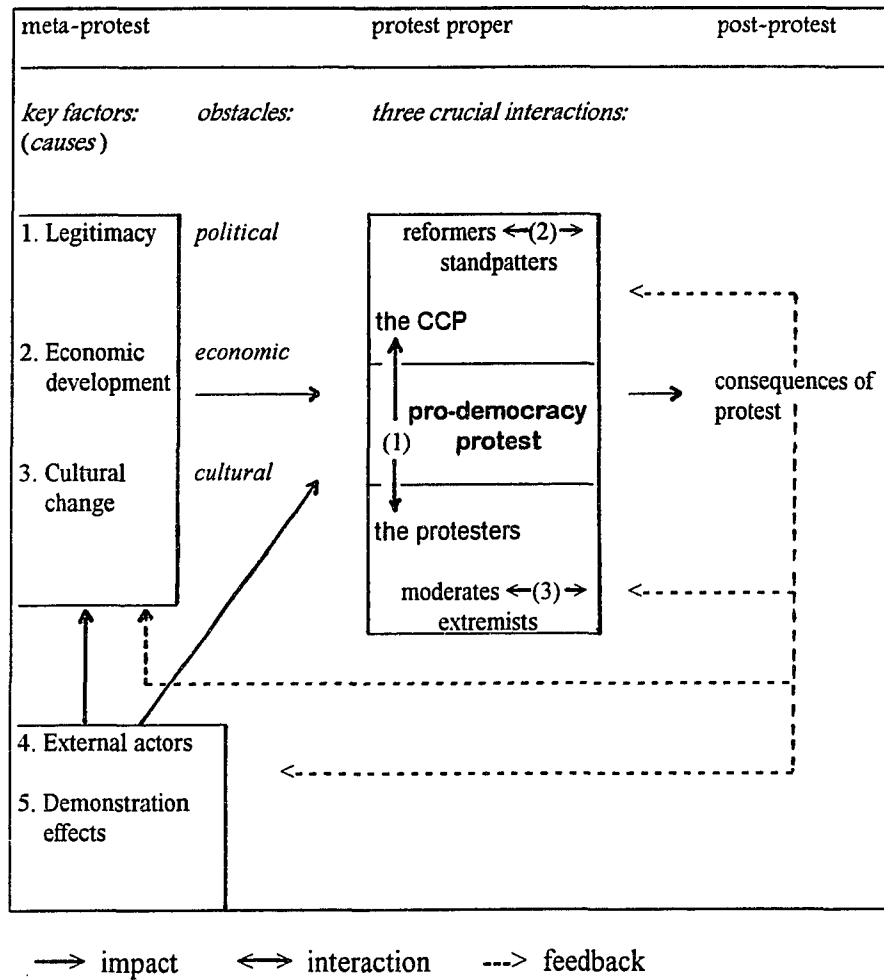 meta-protest protest proper post-protest
key factors: obstacles: three crucial interactions:
(causes)
1. Legitimacy political
reformers ←(2)→
standpatters
the CCP
2. Economic economic
development
consequences of
protest
pro-democracy
protest
(1)
3. Cultural cultural
change
the protesters
moderates ←(3)→
extremists
4. External actors
5. Demonstration
effects
→ impact ↔ interaction ---> feedback